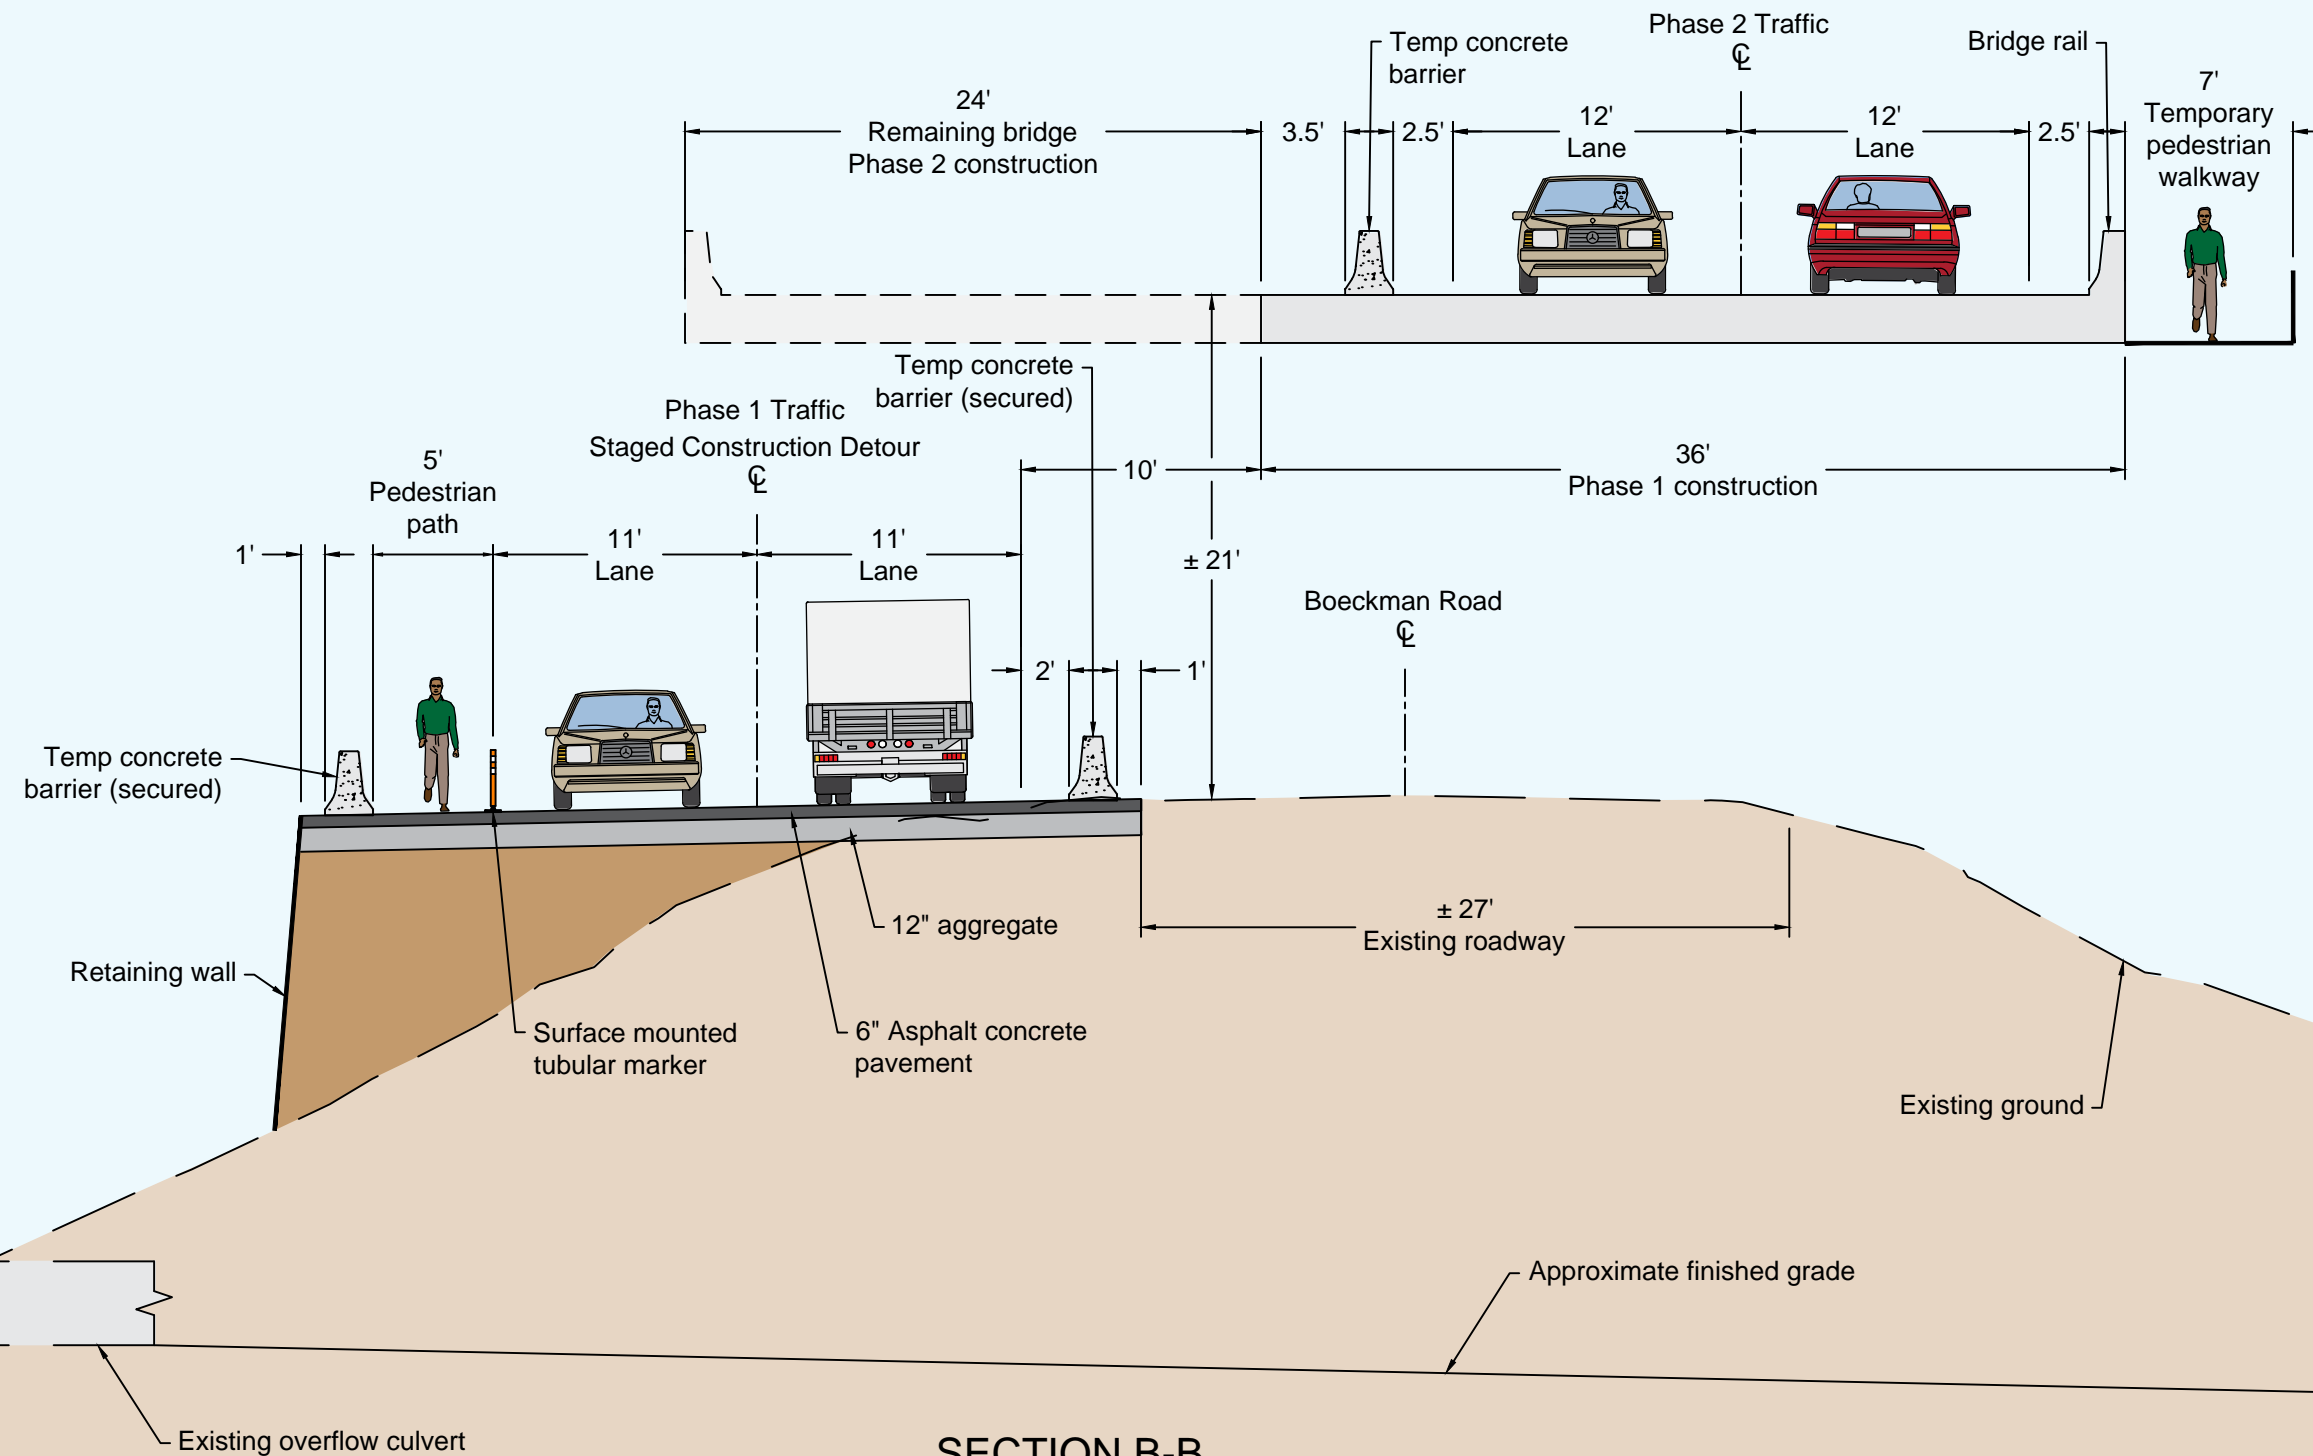 Phase 2 Traffic
℄
Temp concrete
barrier
Bridge rail
7'
Temporary
pedestrian
walkway
24'
Remaining bridge
Phase 2 construction
3.5'
2.5'
12'
Lane
12'
Lane
2.5'
Temp concrete
barrier (secured)
Phase 1 Traffic
Staged Construction Detour
℄
5'
Pedestrian
path
10'
36'
Phase 1 construction
1'
11'
Lane
11'
Lane
± 21'
Boeckman Road
℄
2'
1'
Temp concrete
barrier (secured)
12" aggregate
± 27'
Existing roadway
Retaining wall
Surface mounted
tubular marker
6" Asphalt concrete
pavement
Existing ground
Approximate finished grade
Existing overflow culvert
SECTION B-B